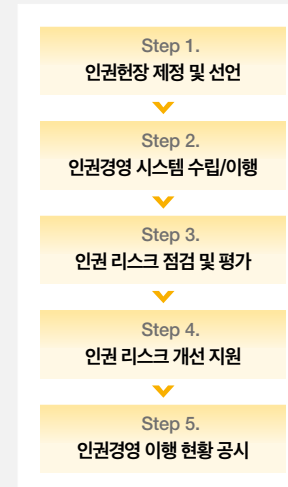 Step 1.
인권헌장 제정 및 선언
Step 2.
인권경영 시스템 수립/이행
Step 3.
인권 리스크 점검 및 평가
Step 4.
인권 리스크 개선 지원
Step 5.
인권경영 이행 현황 공시